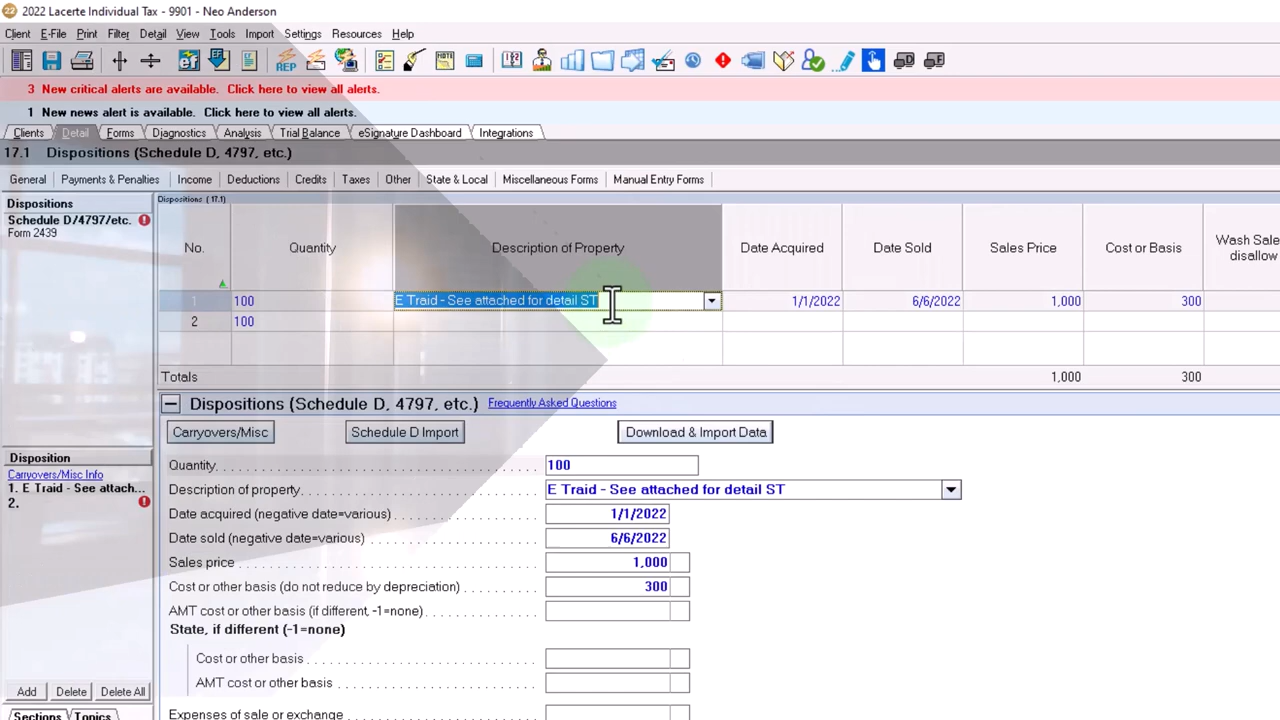 22 2022 Lacerte Individual Tax - 9901 - Neo Anderson
Client E-File Print Filter Detail View Tools Import Settings Resources Help
3 New critical alerts are available. Click here to view all alerts.
1 New news alert is available. Click here to view all alerts.
Clients Detail Forms Diagnostics Analysis Trial Balance eSignature Dashboard Integrations
17.1 Dispositions (Schedule D, 4797, etc.)
General Payments & Penalties Income Deductions Credits Taxes Other State & Local Miscellaneous Forms Manual Entry Forms
Dispositions
Schedule D/4797/etc.
Form 2439
Dispositions (17.1)
No. Quantity Description of Property Date Acquired Date Sold Sales Price Cost or Basis Wash Sale disallow
1 100 E Traid - See attached for detail ST 1/1/2022 6/6/2022 1,000 300
2 100
Totals 1,000 300
Dispositions (Schedule D, 4797, etc.) Frequently Asked Questions
Carryovers/Misc Schedule D Import Download & Import Data
Disposition
Carryovers/Misc Info
1. E Traid - See attach...
2.
Quantity 100
Description of property E Traid - See attached for detail ST
Date acquired (negative date=various) 1/1/2022
Date sold (negative date=various) 6/6/2022
Sales price 1,000
Cost or other basis (do not reduce by depreciation) 300
AMT cost or other basis (if different, -1=none)
State, if different (-1=none)
Cost or other basis
AMT cost or other basis
Expenses of sale or exchange
Add Delete Delete All
Sections Topics